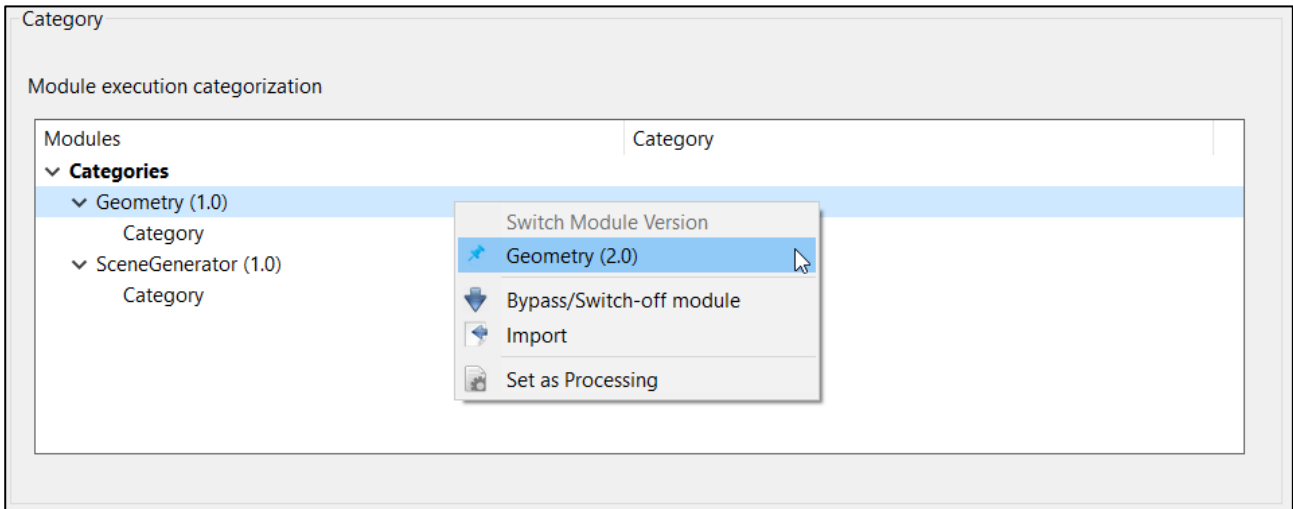 Category
Module execution categorization
Modules Category
Categories
Geometry (1.0)
Switch Module Version
Category
Geometry (2.0)
SceneGenerator (1.0)
Category
Bypass/Switch-off module
Import
Set as Processing